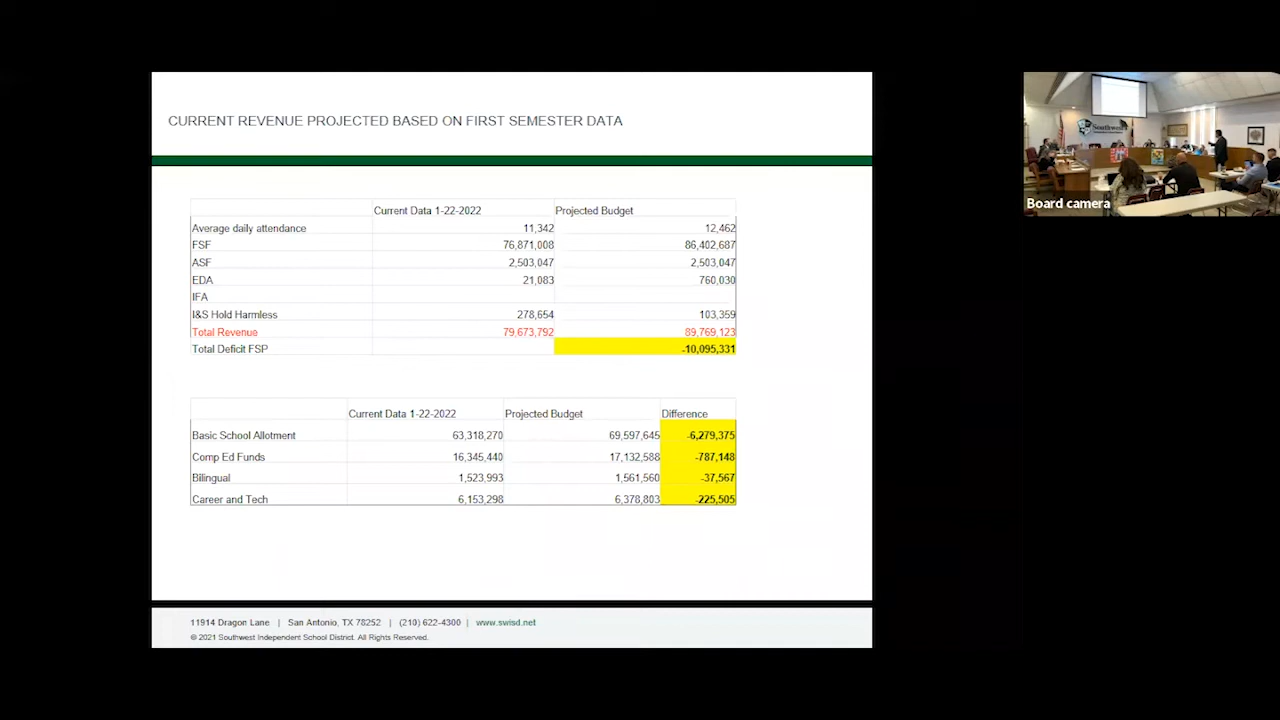 CURRENT REVENUE PROJECTED BASED ON FIRST SEMESTER DATA
Current Data 1-22-2022 Projected Budget
Average daily attendance 11,342 12,462
FSF 76,871,008 86,402,687
ASF 2,503,047 2,503,047
EDA 21,083 760,030
IFA
I&S Hold Harmless 278,654 103,359
Total Revenue 79,673,792 89,769,123
Total Deficit FSP -10,095,331
Current Data 1-22-2022 Projected Budget Difference
Basic School Allotment 63,318,270 69,597,645 -6,279,375
Comp Ed Funds 16,345,440 17,132,588 -787,148
Bilingual 1,523,993 1,561,560 -37,567
Career and Tech 6,153,298 6,378,803 -225,505
11914 Dragon Lane | San Antonio, TX 78252 | (210) 622-4300 | www.swisd.net
© 2021 Southwest Independent School District. All Rights Reserved.
Southwest
Board camera